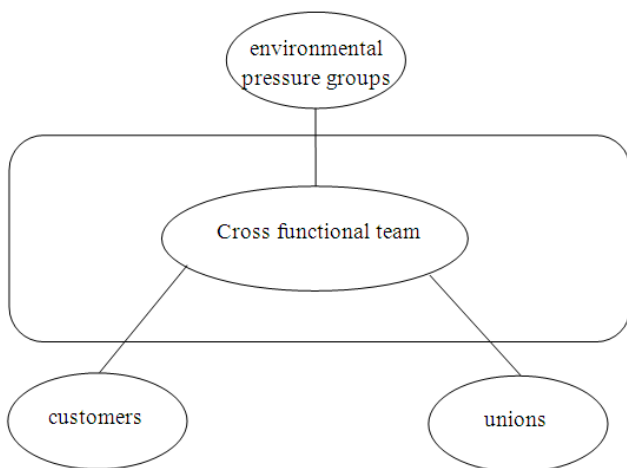 environmental
pressure groups
Cross functional team
customers
unions